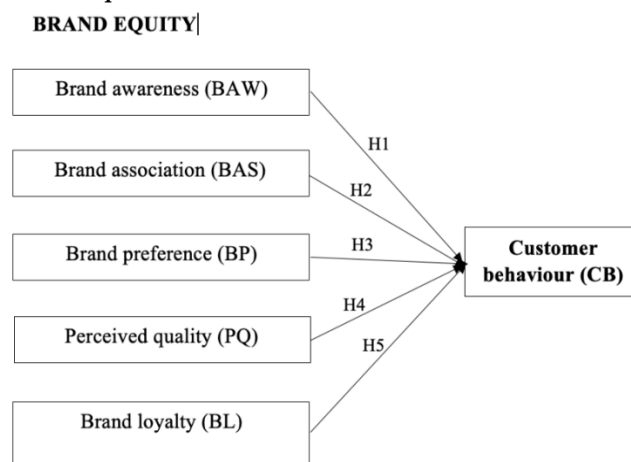 BRAND EQUITY
Brand awareness (BAW)
H1
Brand association (BAS)
H2
Brand preference (BP)
H3
Customer
behaviour (CB)
H4
Perceived quality (PQ)
H5
Brand loyalty (BL)